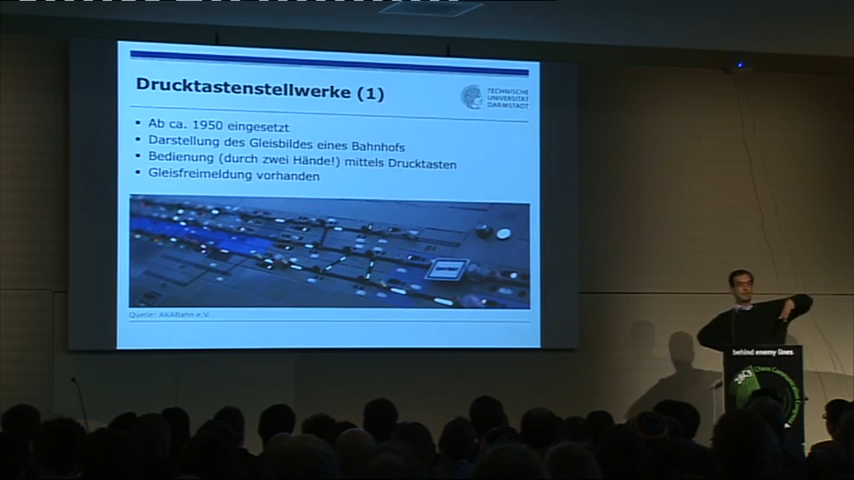 Drucktastenstellwerke (1)
TECHNISCHE
UNIVERSITÄT
DARMSTADT
Ab ca. 1950 eingesetzt
Darstellung des Gleisbildes eines Bahnhofs
Bedienung (durch zwei Hände!) mittels Drucktasten
Gleisfreimeldung vorhanden
Quelle: AKABahn e.V.
behind enemy lines
28C3